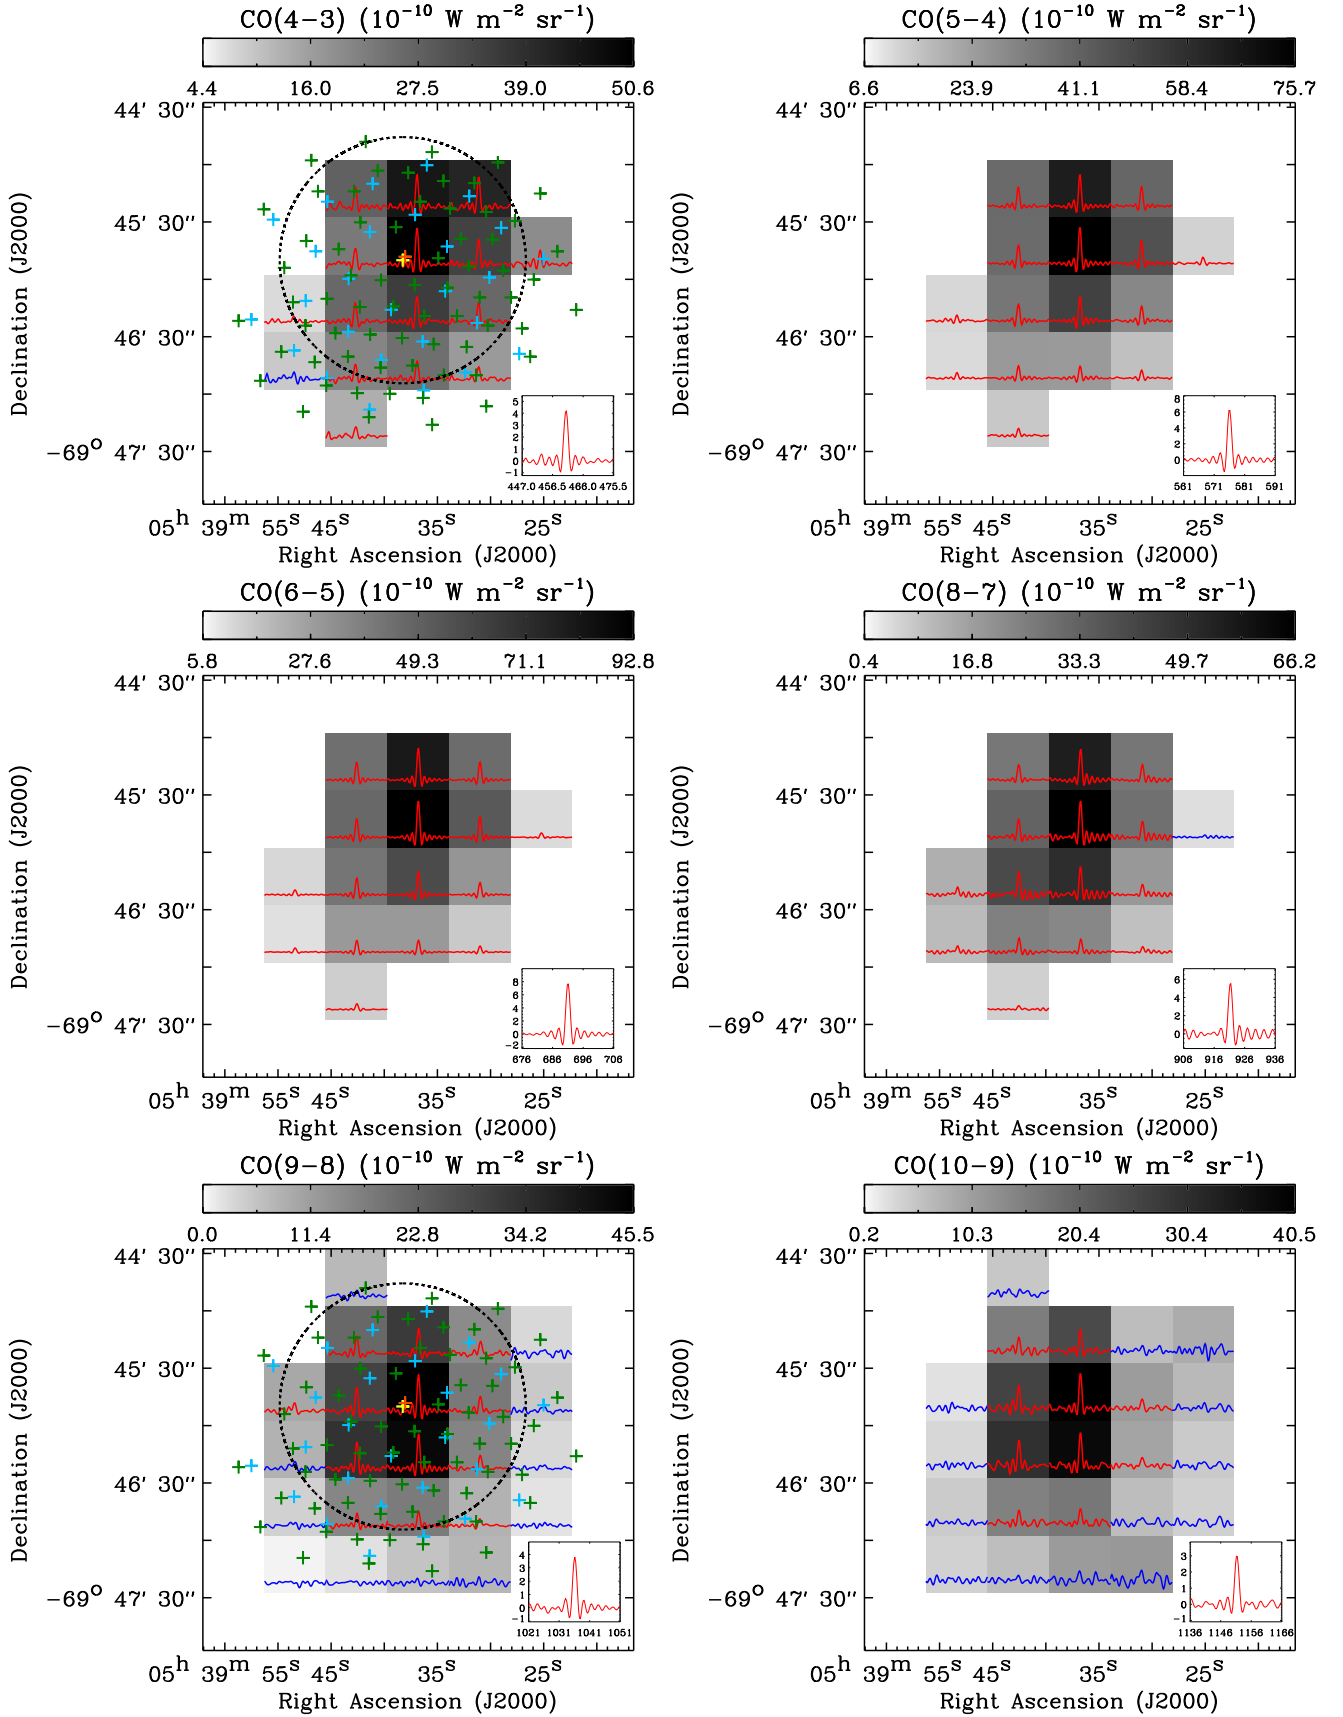 CO(4−3) (10⁻¹⁰ W m⁻² sr⁻¹)
4.4 16.0 27.5 39.0 50.6
44′ 30″
45′ 30″
46′ 30″
−69° 47′ 30″
Declination (J2000)
5
4
3
2
1
0
−1
447.0 456.5 466.0 475.5
05ʰ 39ᵐ 55ˢ 45ˢ 35ˢ 25ˢ
Right Ascension (J2000)
CO(5−4) (10⁻¹⁰ W m⁻² sr⁻¹)
6.6 23.9 41.1 58.4 75.7
44′ 30″
45′ 30″
46′ 30″
−69° 47′ 30″
Declination (J2000)
8
6
4
2
0
561 571 581 591
05ʰ 39ᵐ 55ˢ 45ˢ 35ˢ 25ˢ
Right Ascension (J2000)
CO(6−5) (10⁻¹⁰ W m⁻² sr⁻¹)
5.8 27.6 49.3 71.1 92.8
44′ 30″
45′ 30″
46′ 30″
−69° 47′ 30″
Declination (J2000)
8
6
4
2
0
−2
676 686 696 706
05ʰ 39ᵐ 55ˢ 45ˢ 35ˢ 25ˢ
Right Ascension (J2000)
CO(8−7) (10⁻¹⁰ W m⁻² sr⁻¹)
0.4 16.8 33.3 49.7 66.2
44′ 30″
45′ 30″
46′ 30″
−69° 47′ 30″
Declination (J2000)
6
4
2
0
906 916 926 936
05ʰ 39ᵐ 55ˢ 45ˢ 35ˢ 25ˢ
Right Ascension (J2000)
CO(9−8) (10⁻¹⁰ W m⁻² sr⁻¹)
0.0 11.4 22.8 34.2 45.5
44′ 30″
45′ 30″
46′ 30″
−69° 47′ 30″
Declination (J2000)
4
3
2
1
0
−1
1021 1031 1041 1051
05ʰ 39ᵐ 55ˢ 45ˢ 35ˢ 25ˢ
Right Ascension (J2000)
CO(10−9) (10⁻¹⁰ W m⁻² sr⁻¹)
0.2 10.3 20.4 30.4 40.5
44′ 30″
45′ 30″
46′ 30″
−69° 47′ 30″
Declination (J2000)
3
2
1
0
−1
1136 1146 1156 1166
05ʰ 39ᵐ 55ˢ 45ˢ 35ˢ 25ˢ
Right Ascension (J2000)